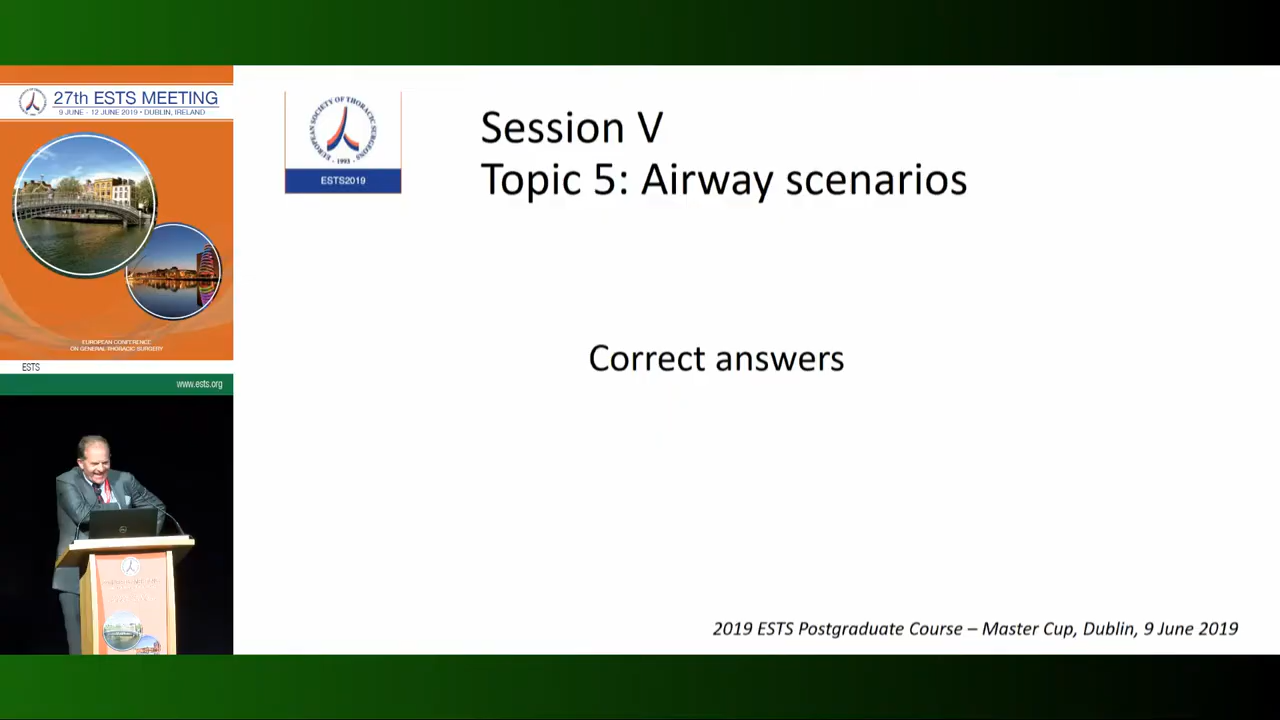 27th ESTS MEETING
9 JUNE - 12 JUNE 2019 • DUBLIN, IRELAND
EUROPEAN CONFERENCE
ON GENERAL THORACIC SURGERY
ESTS
www.ests.org
EUROPEAN SOCIETY OF THORACIC SURGEONS
· 1993 ·
ESTS2019
Session V
Topic 5: Airway scenarios
Correct answers
2019 ESTS Postgraduate Course – Master Cup, Dublin, 9 June 2019